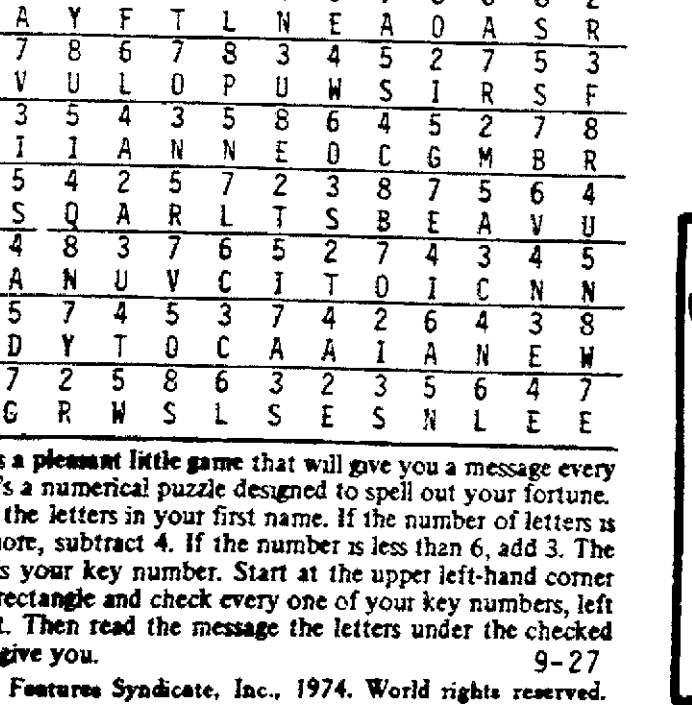 A Y F T L N E A O A S R
7 8 6 7 8 3 4 5 2 7 5 3
V U L O P U W S I R S F
3 5 4 3 5 8 6 4 5 2 7 8
I I A N N E O C G M B R
5 4 2 5 7 2 3 8 7 5 6 4
S Q A R L T S B E A V U
4 8 3 7 6 5 2 7 4 3 4 5
A N U V C I T O I C N N
5 7 4 5 3 7 4 2 6 4 3 8
D Y T O C A A I A N E W
7 2 5 8 6 3 2 3 5 6 4 7
G R W S L S E S N L E E
s a pleasant little game that will give you a message every
's a numerical puzzle designed to spell out your fortune.
the letters in your first name. If the number of letters is
more, subtract 4. If the number is less than 6, add 3. The
s your key number. Start at the upper left-hand corner
rectangle and check every one of your key numbers, left
t. Then read the message the letters under the checked
give you.
9-27
Features Syndicate, Inc., 1974. World rights reserved.